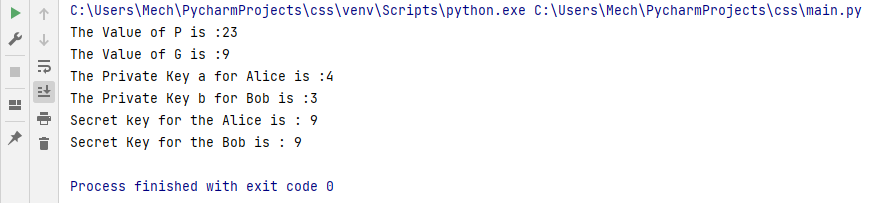 C:\Users\Mech\PycharmProjects\css\venv\Scripts\python.exe C:\Users\Mech\PycharmProjects\css\main.py
The Value of P is :23
The Value of G is :9
The Private Key a for Alice is :4
The Private Key b for Bob is :3
Secret key for the Alice is : 9
Secret Key for the Bob is : 9
Process finished with exit code 0